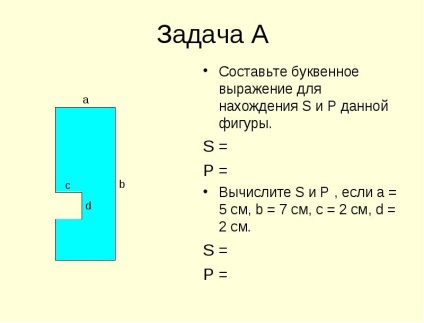 Задача А
a
c
b
d
• Составьте буквенное
выражение для
нахождения S и P данной
фигуры.
S =
P =
• Вычислите S и P , если a =
5 см, b = 7 см, c = 2 см, d =
2 см.
S =
P =